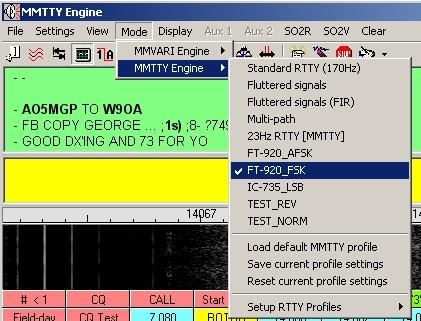 MMTTY Engine
File Settings View Mode Display Aux 1 Aux 2 SO2R SO2V Clear
MMVARI Engine
MMTTY Engine
Standard RTTY (170Hz)
Fluttered signals
Fluttered signals (FIR)
Multi-path
23Hz RTTY [MMTTY]
FT-920_AFSK
FT-920_FSK
IC-735_LSB
TEST_REV
TEST_NORM
Load default MMTTY profile
Save current profile settings
Reset current profile settings
Setup RTTY Profiles
1A
STOP
- -
- AO5MGP TO W9OA
- FB COPY GEORGE ... ;1s) ;8- ?749
- GOOD DX'ING AND 73 FOR YO
14067
# < 1 CQ CALL Start
Field-day CQ Test 7.080